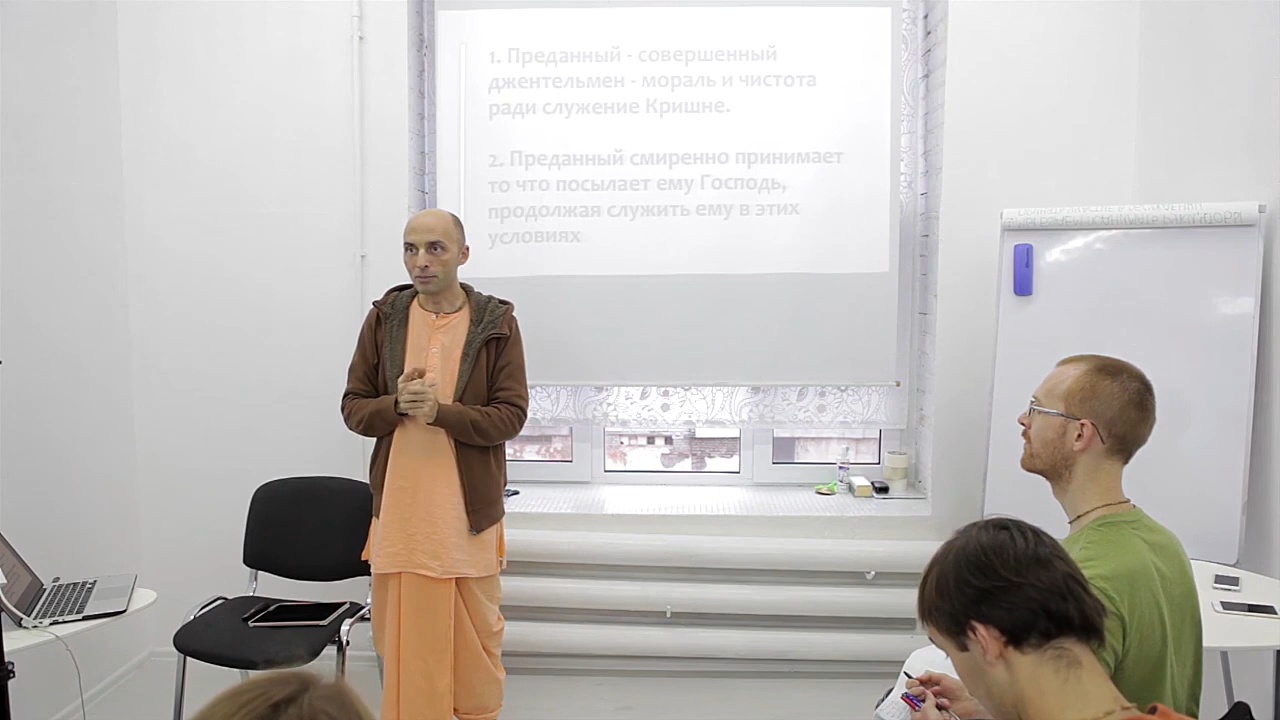 1. Преданный - совершенный
джентельмен - мораль и чистота
ради служение Кришне.
2. Преданный смиренно принимает
то что посылает ему Господь,
продолжая служить ему в этих
условиях